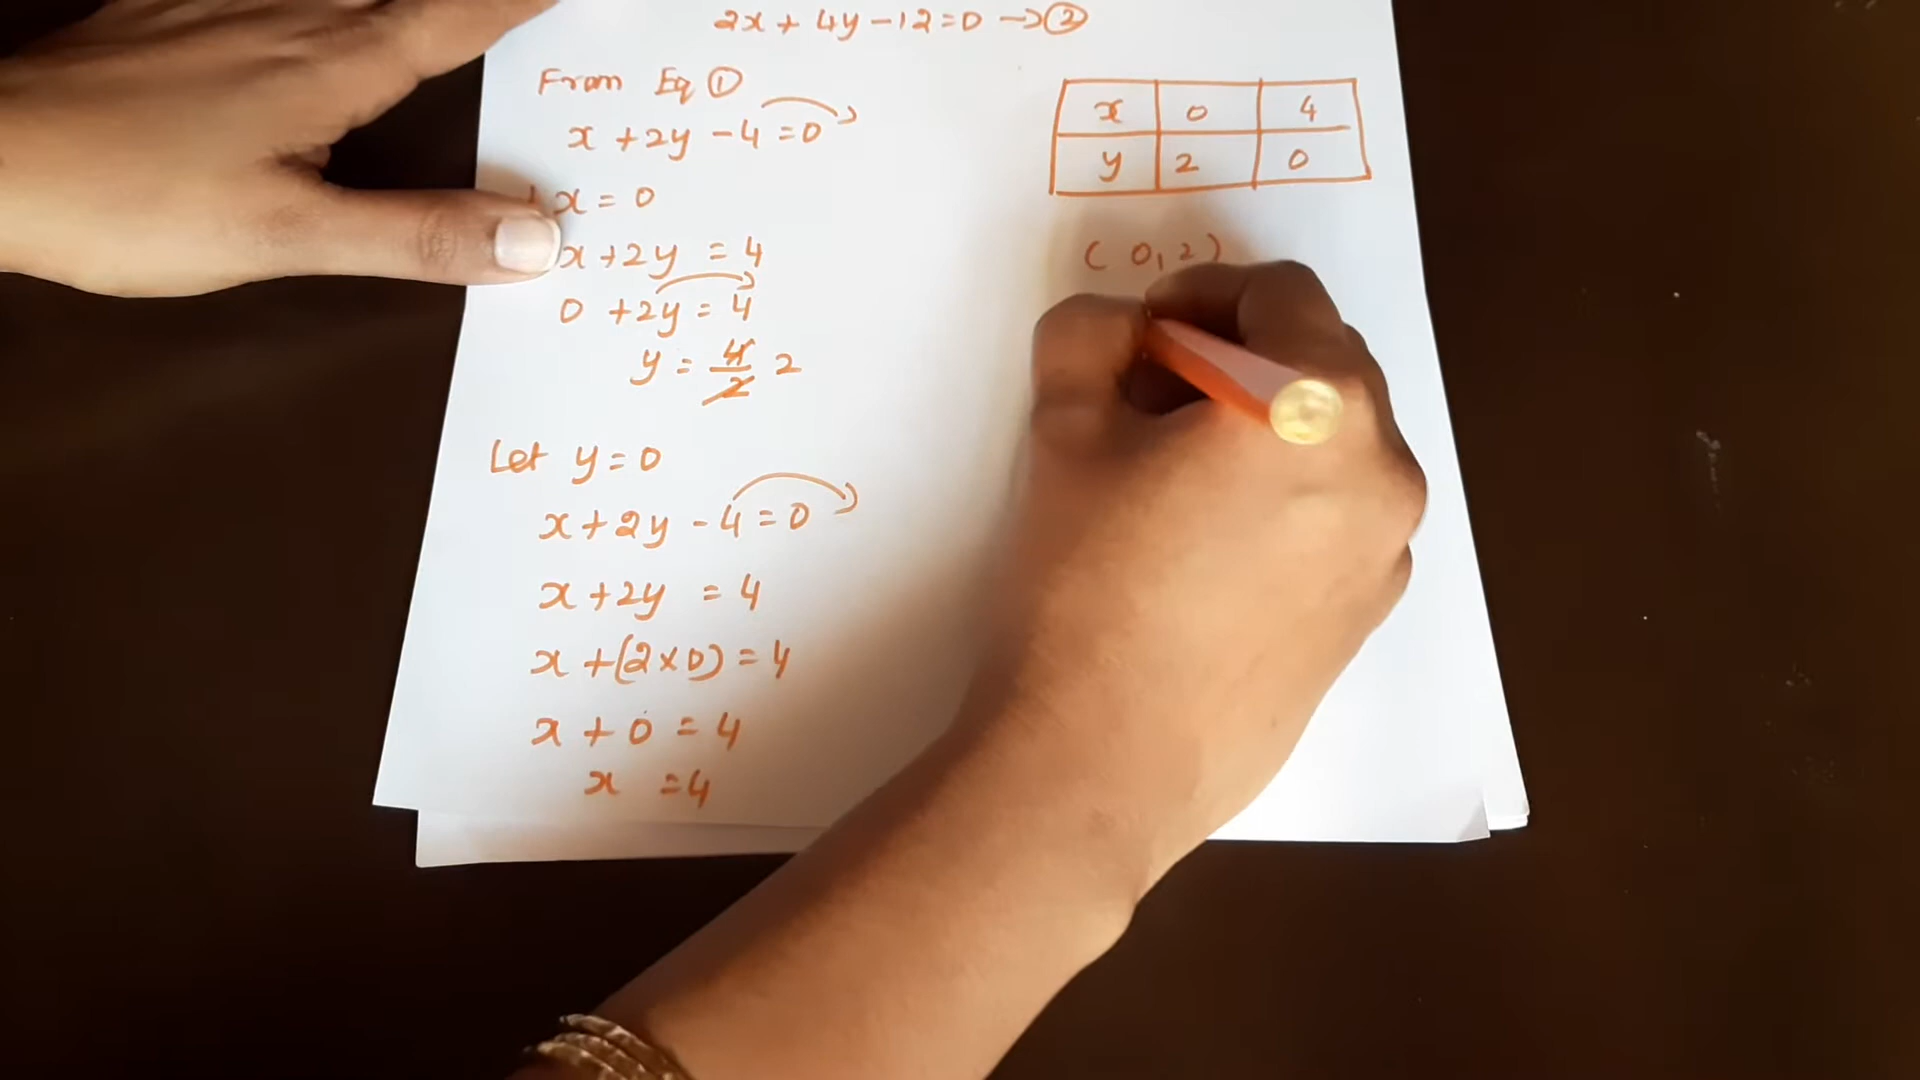 2x + 4y - 12 = 0 → ②
From Eq ①
x + 2y - 4 = 0
x = 0
x + 2y = 4
0 + 2y = 4
y = 4/2 2
Let y = 0
x + 2y - 4 = 0
x + 2y = 4
x + (2 × 0) = 4
x + 0 = 4
x = 4
x 0 4
y 2 0
( 0, 2 )